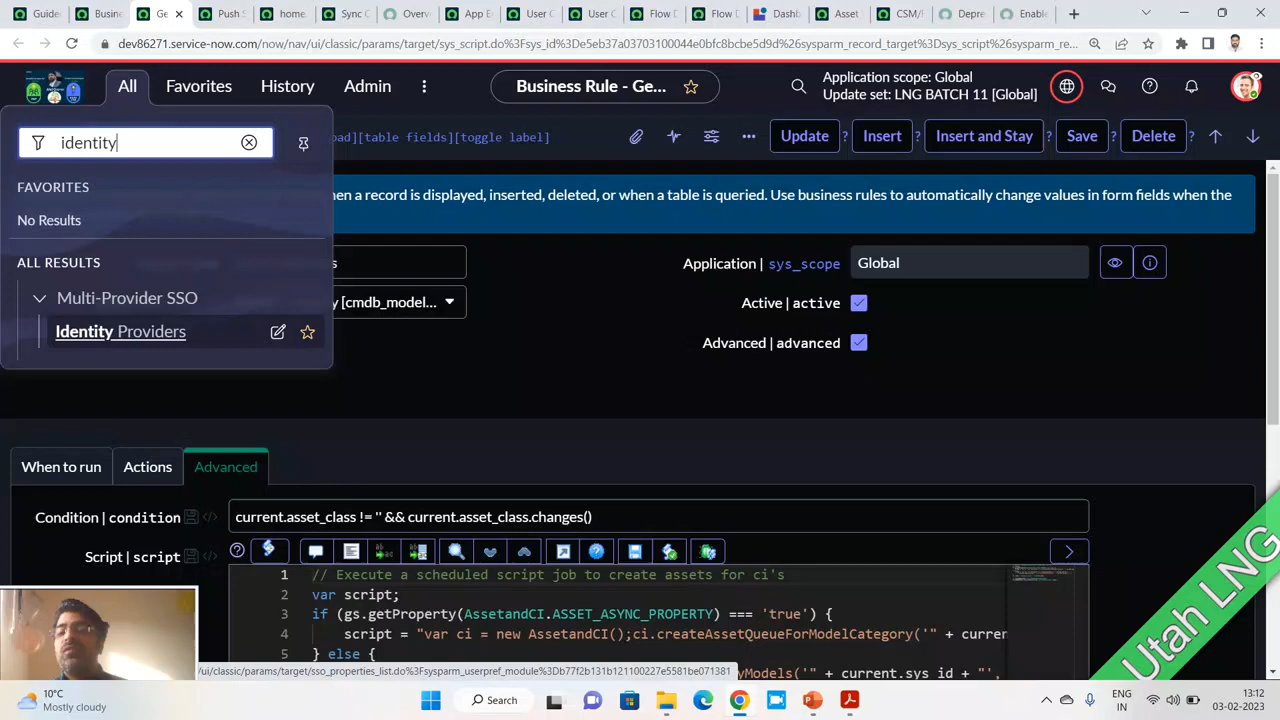 Guide
Busine
Ge
Push S
home.
Sync C
Overv
App E
User C
User C
Flow D
Flow D
Dashb
Asset
CSM/F
Depre
Enable
dev86271.service-now.com/now/nav/ui/classic/params/target/sys_script.do%3Fsys_id%3De5eb37a03703100044e0bfc8bcbe5d9d%26sysparm_record_target%3Dsys_script%26sysparm_re...
All
Favorites
History
Admin
Business Rule - Ge...
Application scope: Global
Update set: LNG BATCH 11 [Global]
identity
oad][table fields][toggle label]
Update
?
Insert
?
Insert and Stay
?
Save
?
Delete
FAVORITES
No Results
ALL RESULTS
Multi-Provider SSO
Identity Providers
hen a record is displayed, inserted, deleted, or when a table is queried. Use business rules to automatically change values in form fields when the
s
Application | sys_scope
Global
y [cmdb_model...
Active | active
Advanced | advanced
When to run
Actions
Advanced
Condition | condition
current.asset_class != '' && current.asset_class.changes()
Script | script
1 // Execute a scheduled script job to create assets for ci's
2 var script;
3 if (gs.getProperty(AssetandCI.ASSET_ASYNC_PROPERTY) === 'true') {
4 script = "var ci = new AssetandCI();ci.createAssetQueueForModelCategory('" + curren
5 } else {
yModels('" + current.sys_id + "',
/ui/classic/params/target/sso_properties_list.do%3Fsysparm_userpref_module%3Db77f2b131b121100227e5581be071381
Utah LNG
10°C
Mostly cloudy
Search
ENG
IN
13:12
03-02-2023